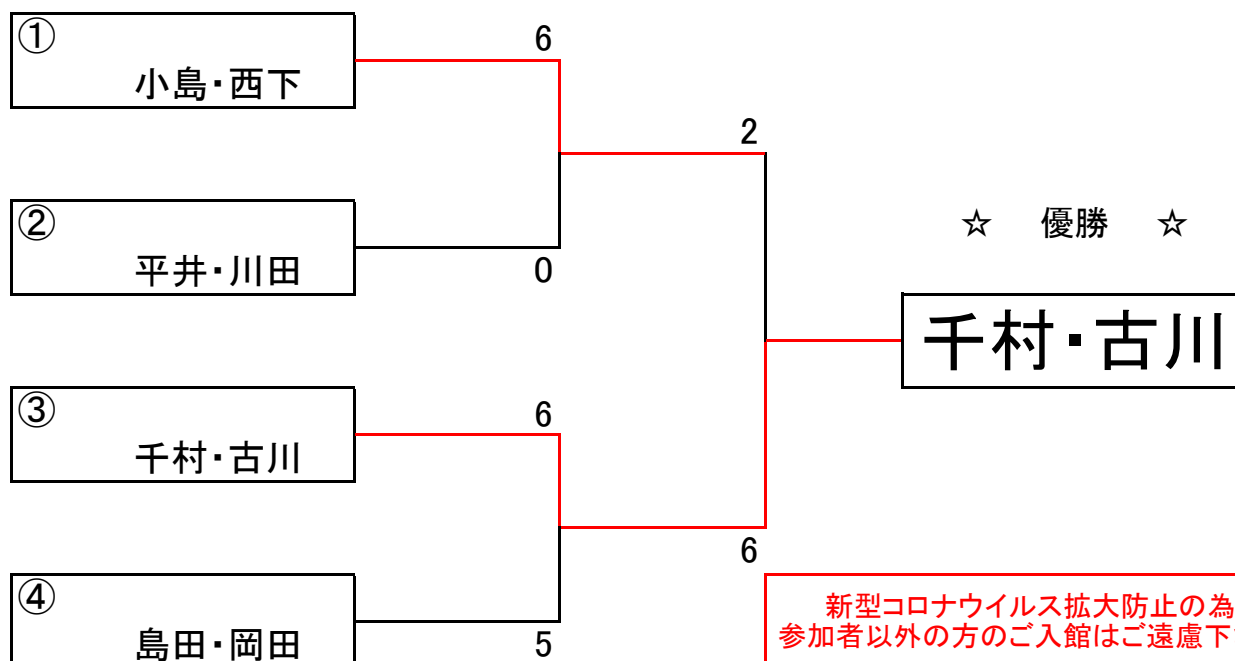 ①
小島・西下
6
2
②
平井・川田
0
☆ 優勝 ☆
千村・古川
③
千村・古川
6
6
④
島田・岡田
5
新型コロナウイルス拡大防止の為
参加者以外の方のご入館はご遠慮下